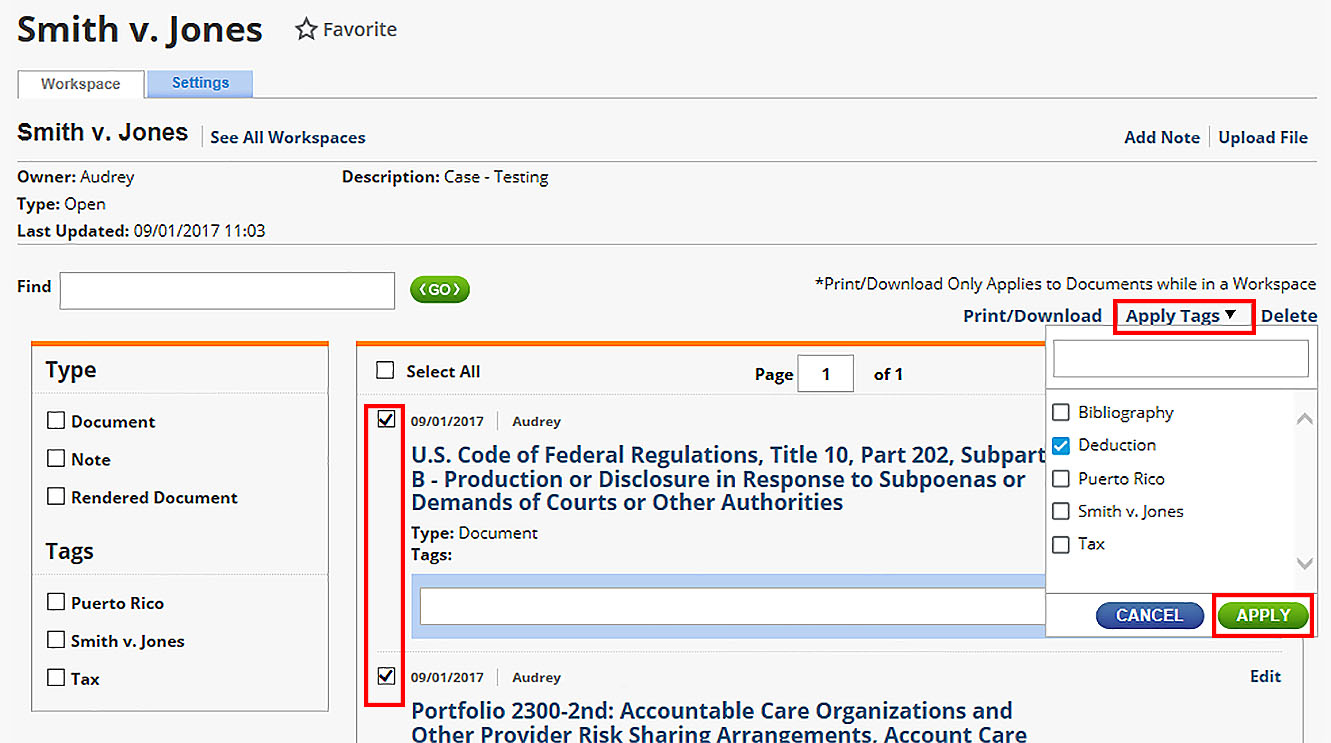 Smith v. Jones
Favorite
Workspace
Settings
Smith v. Jones
See All Workspaces
Add Note
Upload File
Owner: Audrey
Description: Case - Testing
Type: Open
Last Updated: 09/01/2017 11:03
Find
GO
*Print/Download Only Applies to Documents while in a Workspace
Print/Download
Apply Tags
Delete
Type
Document
Note
Rendered Document
Tags
Puerto Rico
Smith v. Jones
Tax
Select All
Page 1 of 1
09/01/2017
Audrey
U.S. Code of Federal Regulations, Title 10, Part 202, Subpart
B - Production or Disclosure in Response to Subpoenas or
Demands of Courts or Other Authorities
Type: Document
Tags:
Bibliography
Deduction
Puerto Rico
Smith v. Jones
Tax
CANCEL
APPLY
09/01/2017
Audrey
Edit
Portfolio 2300-2nd: Accountable Care Organizations and
Other Provider Risk Sharing Arrangements, Account Care